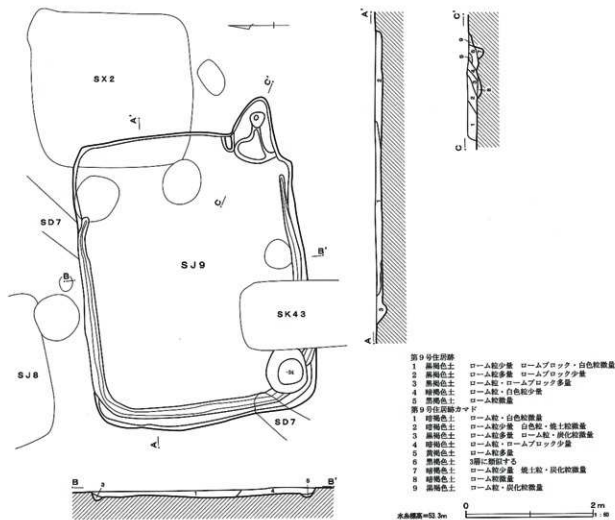 SX2
A'
C'
SD7
B
SJ9
B'
SK43
SJ8
SD7
A
C
A'
A
C'
C
B
B'
第9号住居跡
1 黒褐色土 ローム粒少量 ロームブロック・白色粒微量
2 黒褐色土 ローム粒多量 ロームブロック少量
3 黒褐色土 ローム粒・ロームブロック多量
4 暗褐色土 ローム粒・白色粒少量
5 黒褐色土 ローム粒微量
第9号住居跡カマド
1 暗褐色土 ローム粒・白色粒微量
2 暗褐色土 ローム粒少量 白色粒・焼土粒微量
3 黒褐色土 ローム粒多量 ローム粒・炭化粒微量
4 暗褐色土 ローム粒・ロームブロック少量
5 黄褐色土 ローム粒多量
6 黒褐色土 3層に類似する
7 暗褐色土 ローム粒少量 焼土粒・炭化粒微量
8 暗褐色土 ローム粒微量
9 黒褐色土 ローム粒・炭化粒微量
水糸標高=53.3m
0 2m
1:60